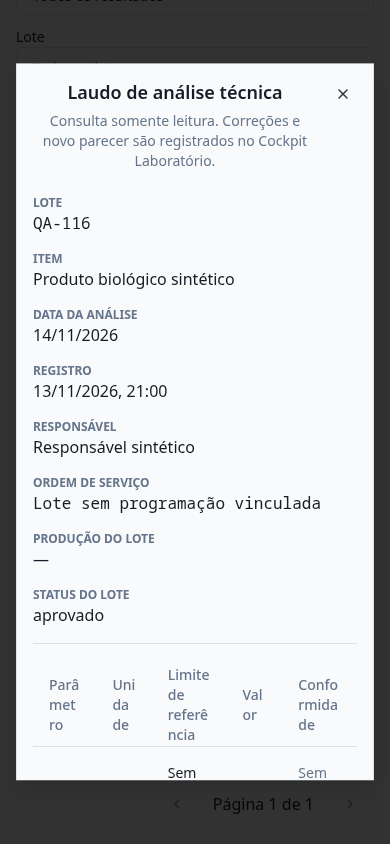 Lote
Laudo de análise técnica
Consulta somente leitura. Correções e
novo parecer são registrados no Cockpit
Laboratório.
LOTE
QA-116
ITEM
Produto biológico sintético
DATA DA ANÁLISE
14/11/2026
REGISTRO
13/11/2026, 21:00
RESPONSÁVEL
Responsável sintético
ORDEM DE SERVIÇO
Lote sem programação vinculada
PRODUÇÃO DO LOTE
—
STATUS DO LOTE
aprovado
Parâ
met
ro
Uni
da
de
Limite
de
referê
ncia
Val
or
Confo
rmida
de
Sem
Sem
Página 1 de 1